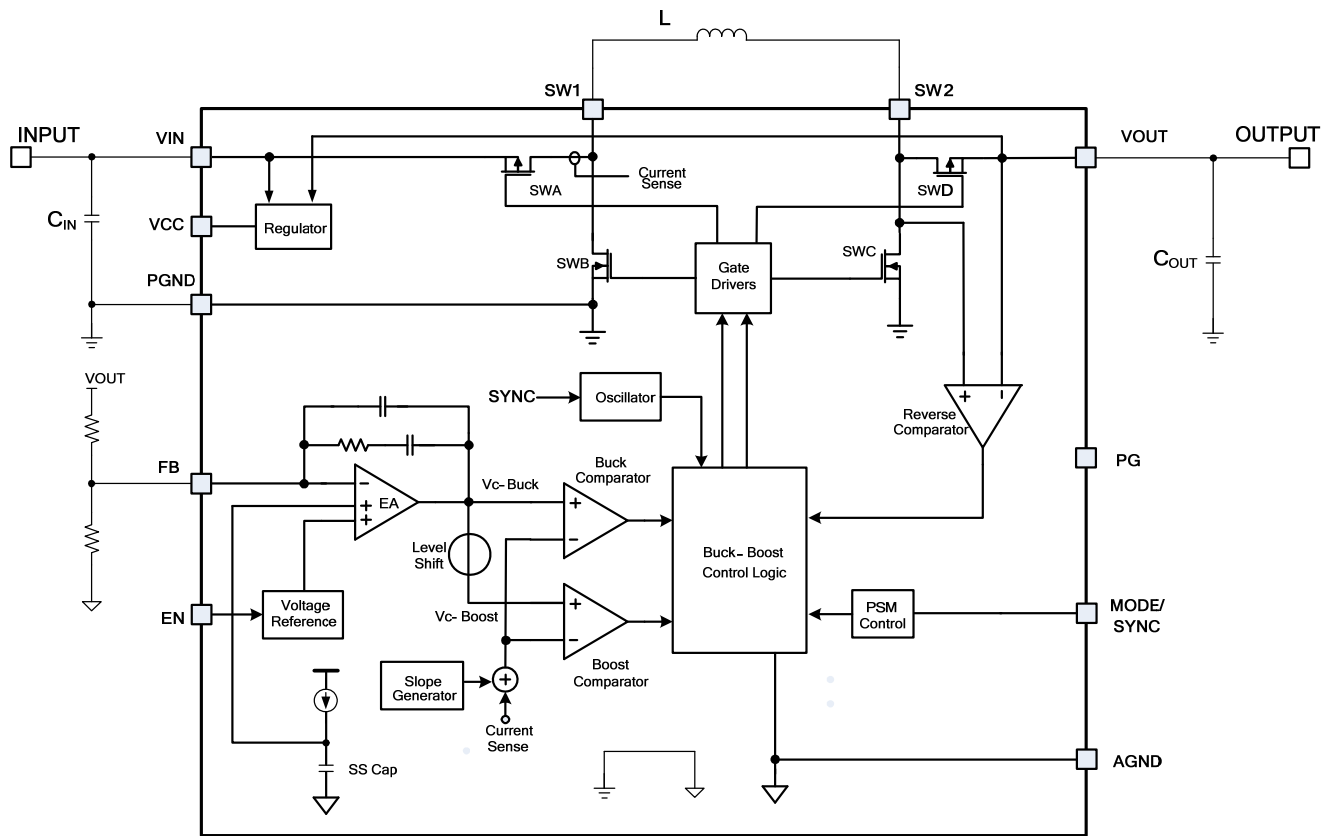 L
SW1
SW2
INPUT
VIN
VOUT
OUTPUT
SWA
Current
Sense
SWD
CIN
VCC
Regulator
SWB
Gate
Drivers
SWC
COUT
PGND
VOUT
SYNC
Oscillator
+
−
Reverse
Comparator
FB
PG
−
+
+
EA
Vc-Buck
Buck
Comparator
+
−
Level
Shift
Buck-Boost
Control Logic
EN
Voltage
Reference
Vc-Boost
+
−
Boost
Comparator
PSM
Control
MODE/
SYNC
Slope
Generator
+
Current
Sense
SS Cap
AGND